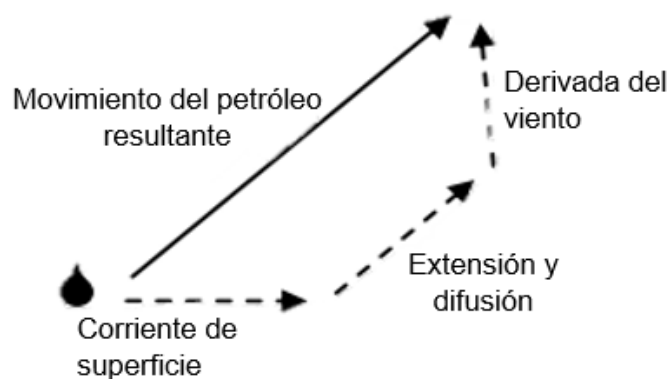 Movimiento del petróleo
resultante
Derivada del
viento
Extensión y
difusión
Corriente de
superficie